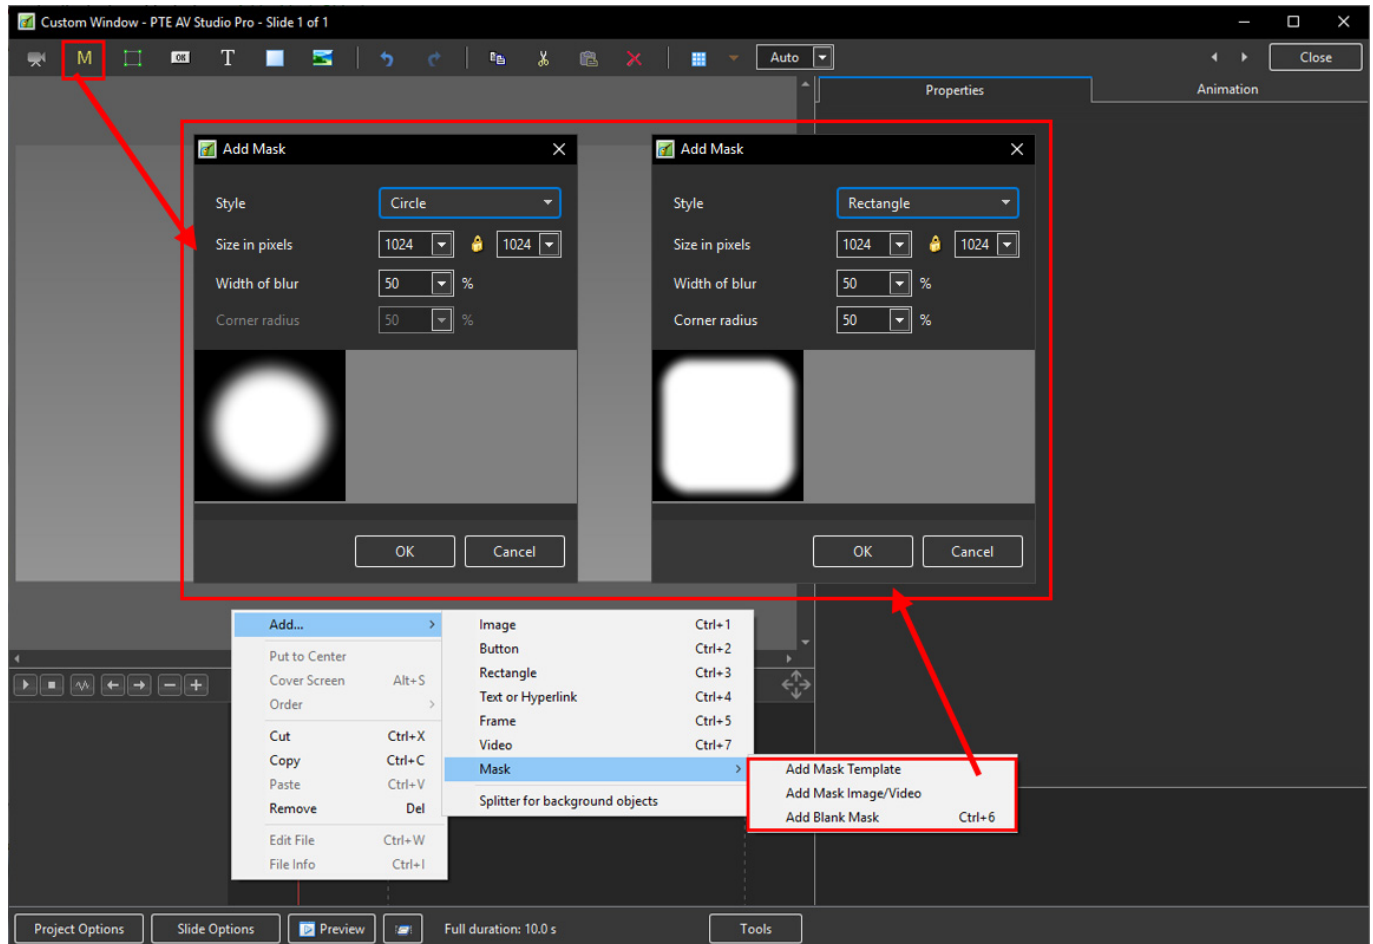 Custom Window - PTE AV Studio Pro - Slide 1 of 1
M OK T Auto Close
Properties Animation
Add Mask
Style Circle
Size in pixels 1024 1024
Width of blur 50 %
Corner radius 50 %
OK Cancel
Add Mask
Style Rectangle
Size in pixels 1024 1024
Width of blur 50 %
Corner radius 50 %
OK Cancel
Add...
Put to Center
Cover Screen Alt+S
Order
Cut Ctrl+X
Copy Ctrl+C
Paste Ctrl+V
Remove Del
Edit File Ctrl+W
File Info Ctrl+I
Image Ctrl+1
Button Ctrl+2
Rectangle Ctrl+3
Text or Hyperlink Ctrl+4
Frame Ctrl+5
Video Ctrl+7
Mask
Splitter for background objects
Add Mask Template
Add Mask Image/Video
Add Blank Mask Ctrl+6
Project Options Slide Options Preview Full duration: 10.0 s Tools